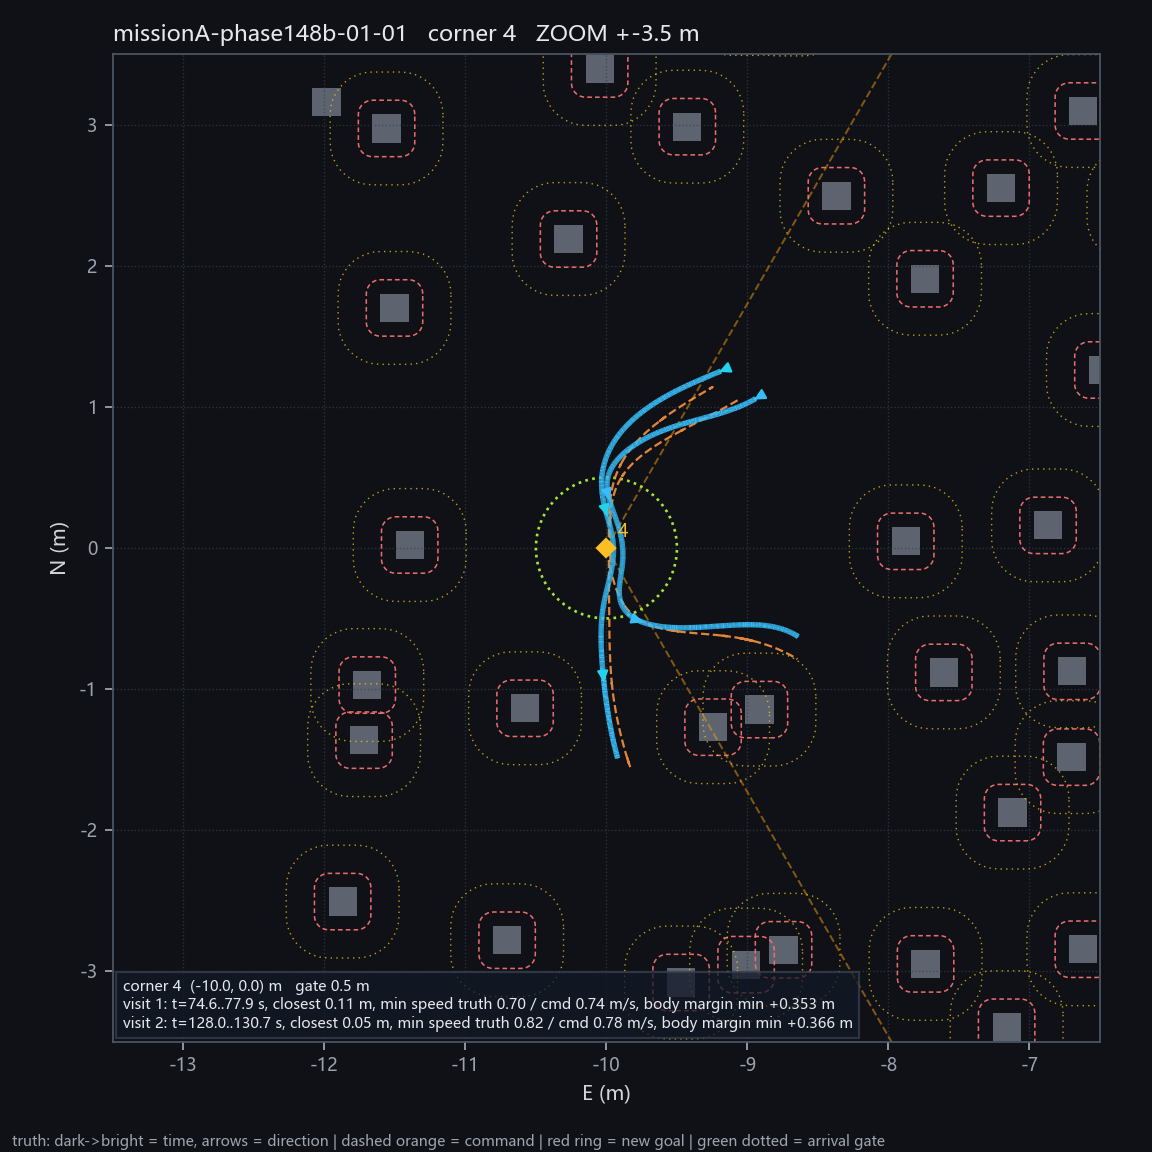 missionA-phase148b-01-01 corner 4 ZOOM +-3.5 m
3
2
1
0
-1
-2
-3
N (m)
4
corner 4 (-10.0, 0.0) m gate 0.5 m
visit 1: t=74.6..77.9 s, closest 0.11 m, min speed truth 0.70 / cmd 0.74 m/s, body margin min +0.353 m
visit 2: t=128.0..130.7 s, closest 0.05 m, min speed truth 0.82 / cmd 0.78 m/s, body margin min +0.366 m
-13 -12 -11 -10 -9 -8 -7
E (m)
truth: dark->bright = time, arrows = direction | dashed orange = command | red ring = new goal | green dotted = arrival gate